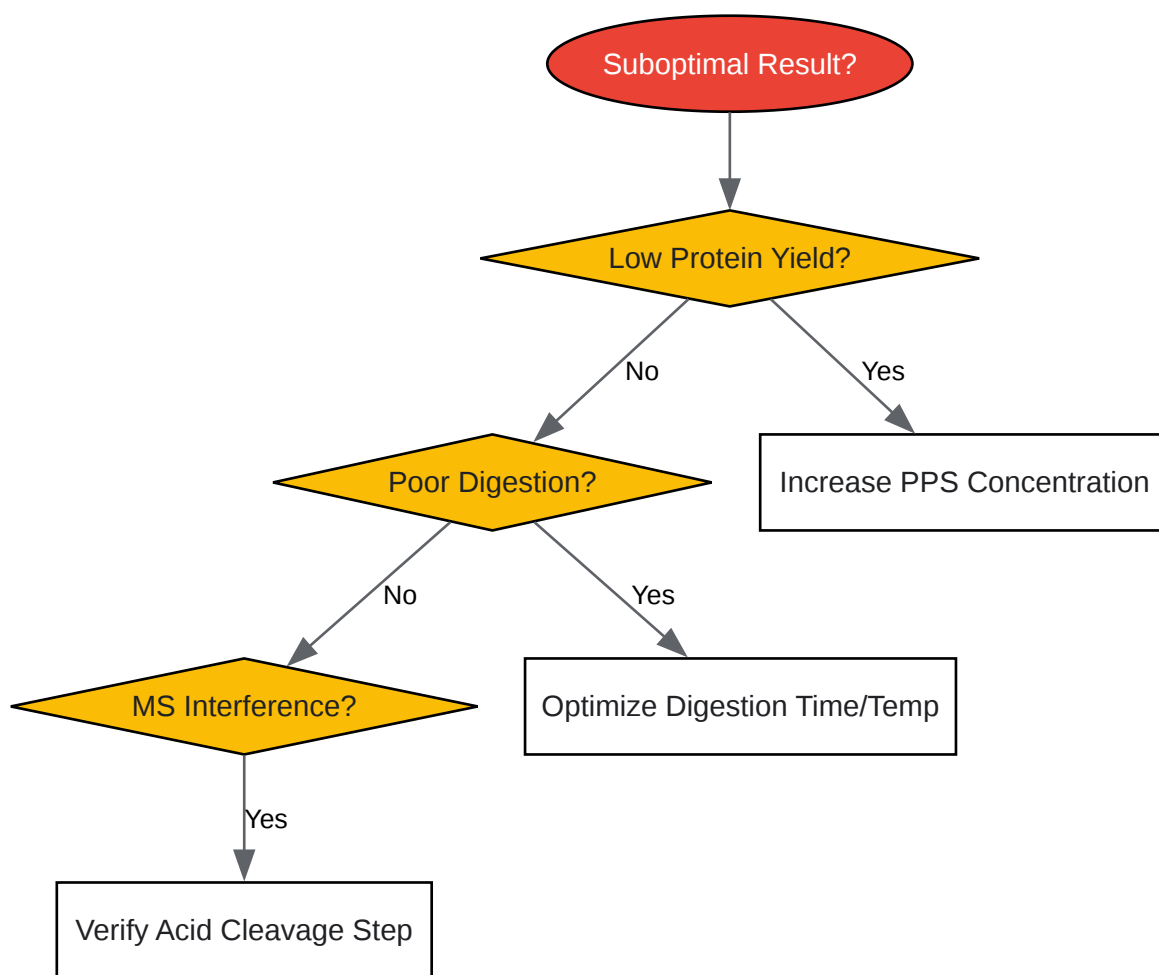 Suboptimal Result?
Low Protein Yield?
No
Yes
Poor Digestion?
Increase PPS Concentration
No
Yes
MS Interference?
Optimize Digestion Time/Temp
Yes
Verify Acid Cleavage Step